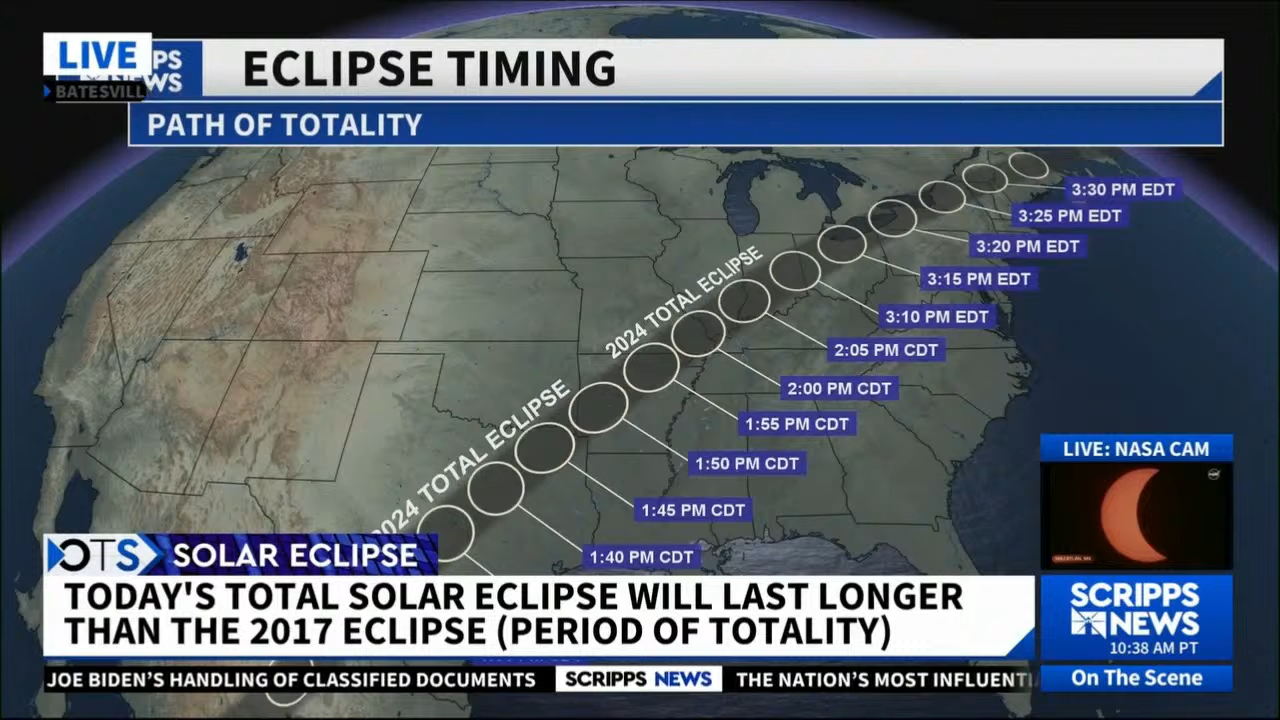 LIVE
PS
NEWS
BATESVILL
ECLIPSE TIMING
PATH OF TOTALITY
3:30 PM EDT
3:25 PM EDT
3:20 PM EDT
3:15 PM EDT
3:10 PM EDT
2:05 PM CDT
2:00 PM CDT
1:55 PM CDT
1:50 PM CDT
1:45 PM CDT
1:40 PM CDT
2024 TOTAL ECLIPSE
2024 TOTAL ECLIPSE
LIVE: NASA CAM
OTS SOLAR ECLIPSE
TODAY'S TOTAL SOLAR ECLIPSE WILL LAST LONGER
THAN THE 2017 ECLIPSE (PERIOD OF TOTALITY)
SCRIPPS
NEWS
10:38 AM PT
On The Scene
JOE BIDEN'S HANDLING OF CLASSIFIED DOCUMENTS SCRIPPS NEWS THE NATION'S MOST INFLUENTI